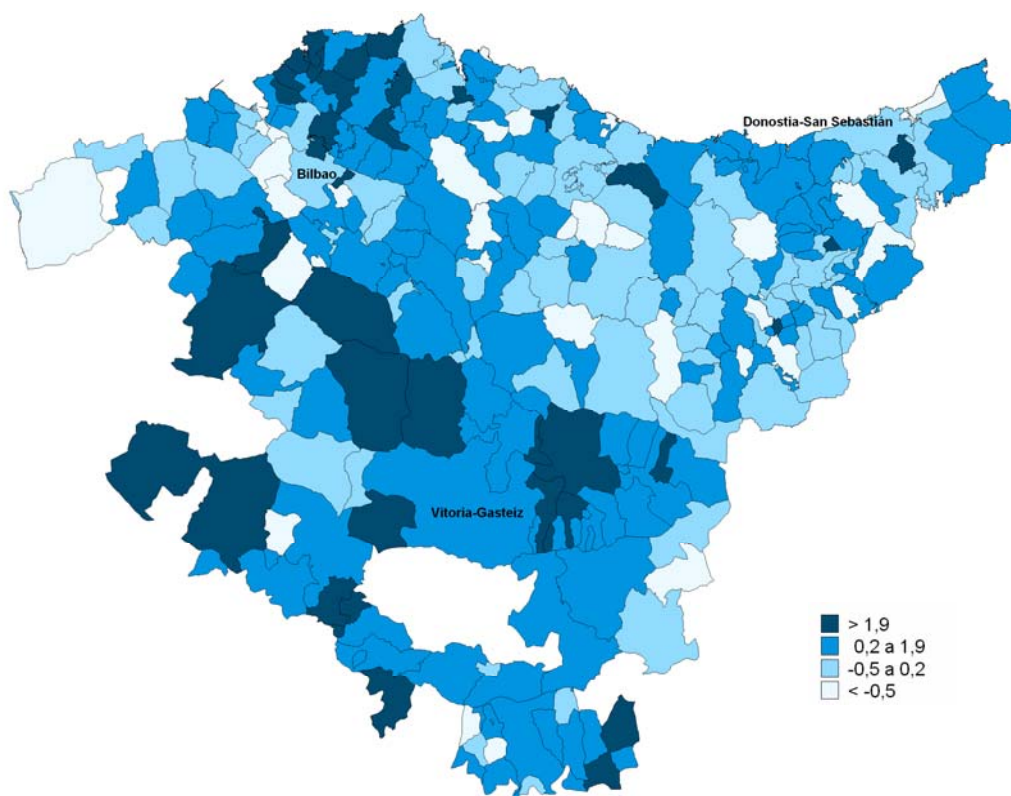 Donostia-San Sebastián
Bilbao
Vitoria-Gasteiz
> 1,9
0,2 a 1,9
-0,5 a 0,2
< -0,5